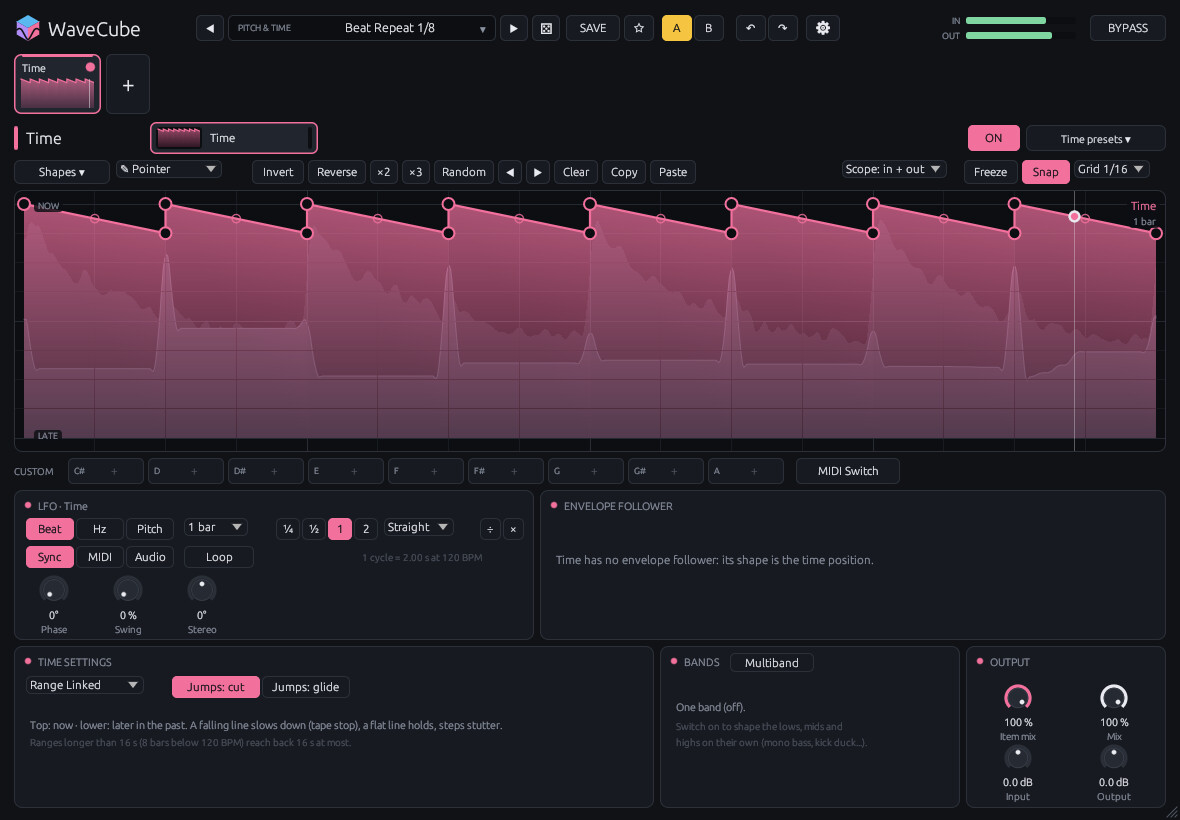 WaveCube
◀ PITCH & TIME Beat Repeat 1/8 ▼ ▶ SAVE ☆ A B ↶ ↷ IN OUT BYPASS
Time +
Time Time ON Time presets ▾
Shapes ▾ ✎ Pointer ▼ Invert Reverse ×2 ×3 Random ◀ ▶ Clear Copy Paste Scope: in + out ▼ Freeze Snap Grid 1/16 ▼
NOW Time
1 bar
LATE
CUSTOM C# + D + D# + E + F + F# + G + G# + A + MIDI Switch
LFO · Time
Beat Hz Pitch 1 bar ▼ ¼ ½ 1 2 Straight ▼ ÷ ×
Sync MIDI Audio Loop 1 cycle = 2.00 s at 120 BPM
0° 0 % 0°
Phase Swing Stereo
ENVELOPE FOLLOWER
Time has no envelope follower: its shape is the time position.
TIME SETTINGS
Range Linked ▼ Jumps: cut Jumps: glide
Top: now · lower: later in the past. A falling line slows down (tape stop), a flat line holds, steps stutter.
Ranges longer than 16 s (8 bars below 120 BPM) reach back 16 s at most.
BANDS Multiband
One band (off).
Switch on to shape the lows, mids and
highs on their own (mono bass, kick duck...).
OUTPUT
100 % 100 %
Item mix Mix
0.0 dB 0.0 dB
Input Output